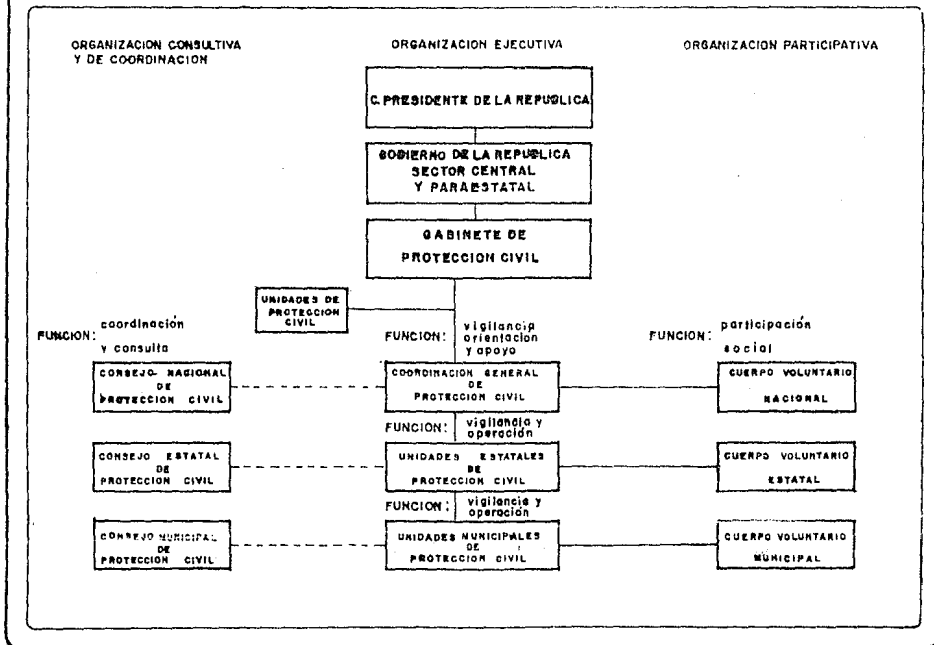 ORGANIZACION CONSULTIVA
Y DE COORDINACION
ORGANIZACION EJECUTIVA
ORGANIZACION PARTICIPATIVA
C. PRESIDENTE DE LA REPUBLICA
GOBIERNO DE LA REPUBLICA
SECTOR CENTRAL
Y PARAESTATAL
GABINETE DE
PROTECCION CIVIL
UNIDADES DE
PROTECCION
CIVIL
FUNCION: coordinación
y consulta
FUNCION: vigilancia
orientacion
y apoyo
FUNCION: participación
social
CONSEJO NACIONAL
DE
PROTECCION CIVIL
COORDINACION GENERAL
DE
PROTECCION CIVIL
CUERPO VOLUNTARIO
NACIONAL
FUNCION: vigilancia y
operación
CONSEJO ESTATAL
DE
PROTECCION CIVIL
UNIDADES ESTATALES
DE
PROTECCION CIVIL
CUERPO VOLUNTARIO
ESTATAL
FUNCION: vigilancia y
operación
CONSEJO MUNICIPAL
DE
PROTECCION CIVIL
UNIDADES MUNICIPALES
DE
PROTECCION CIVIL
CUERPO VOLUNTARIO
MUNICIPAL